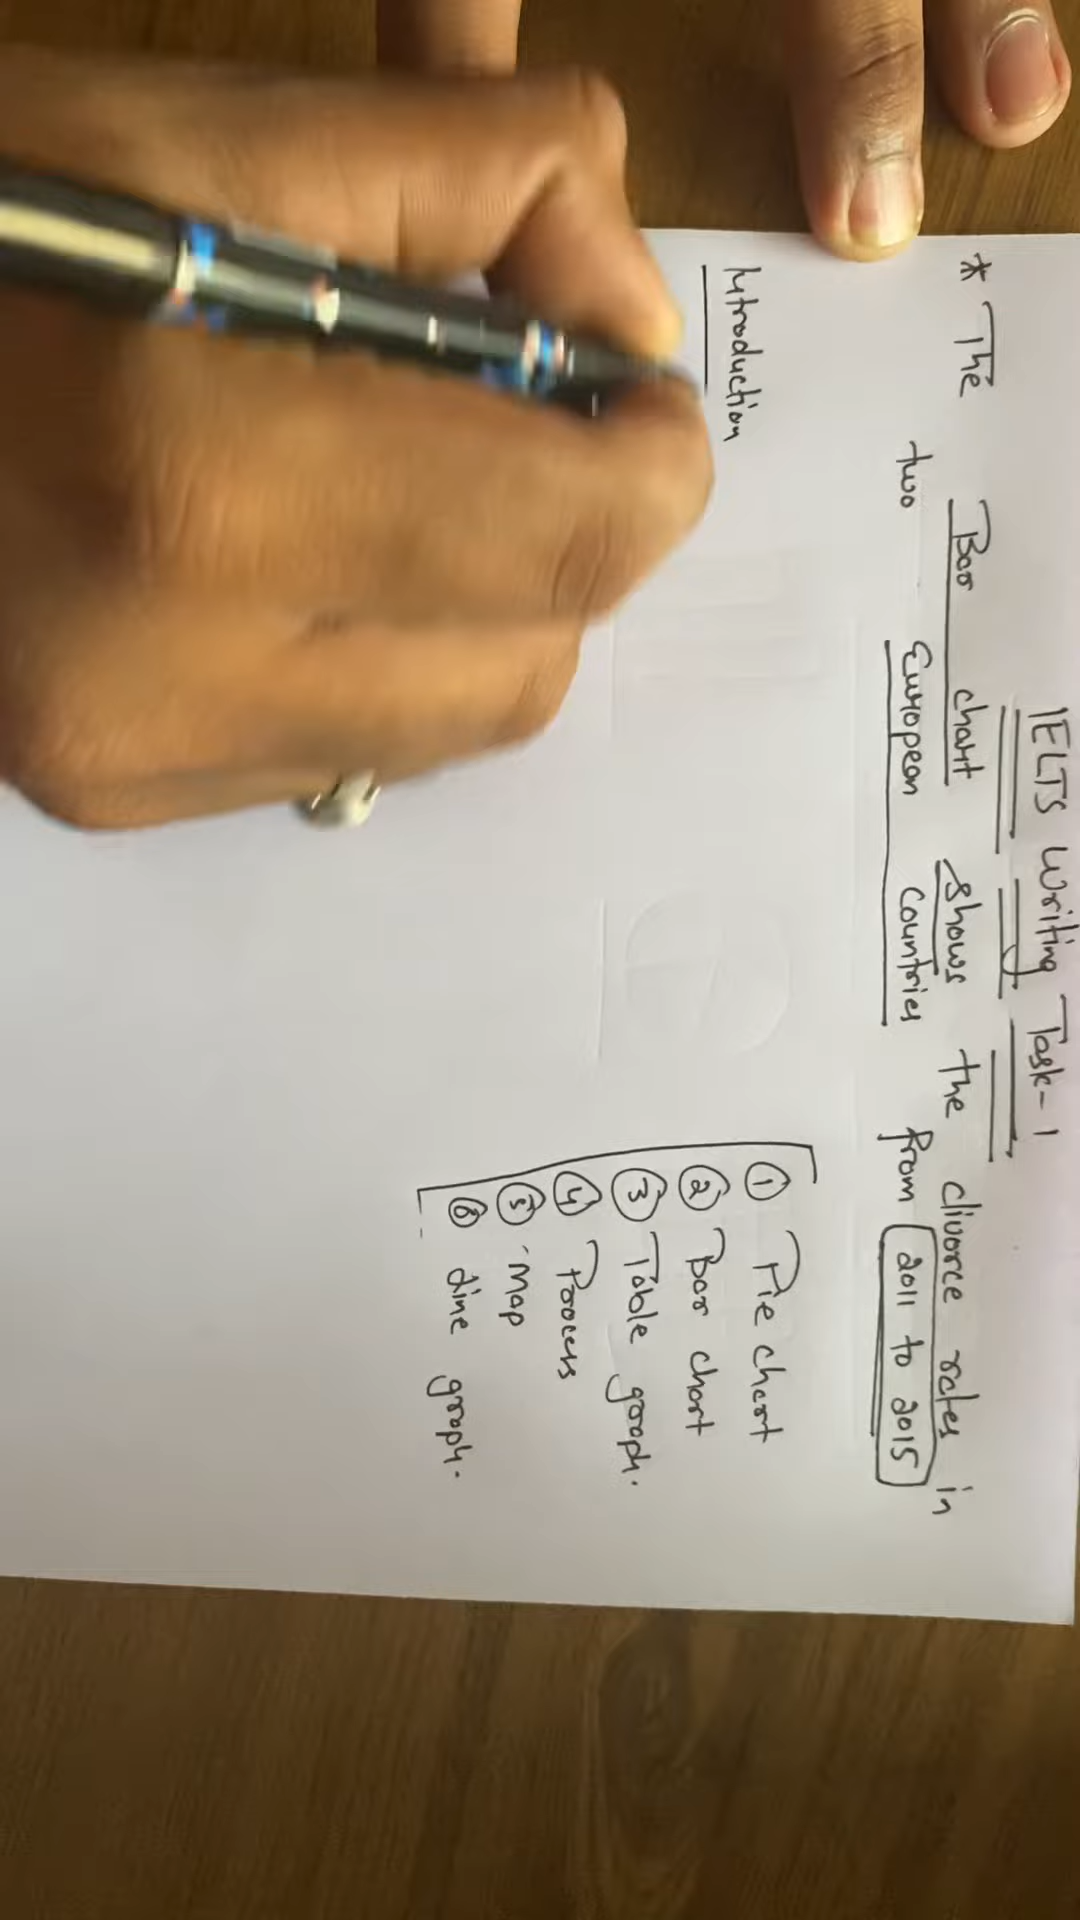 IELTS Writing Task-1
* The Bar chart shows the divorce rates in
two European Countries from 2011 to 2015
Introduction
① Pie chart
② Bar chart
③ Table graph.
④ Process
⑤ Map
⑥ Line graph.